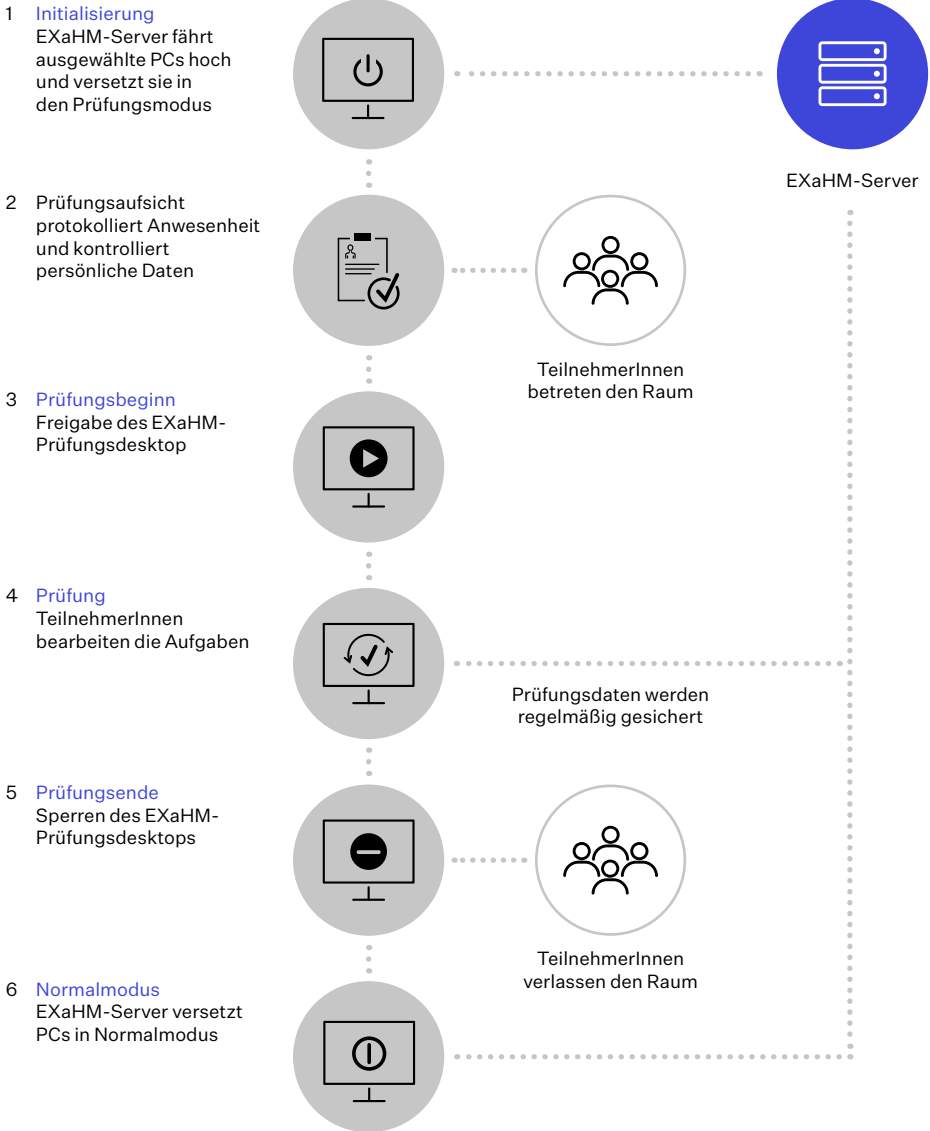 1 Initialisierung
EXaHM-Server fährt
ausgewählte PCs hoch
und versetzt sie in
den Prüfungsmodus
EXaHM-Server
2 Prüfungsaufsicht
protokolliert Anwesenheit
und kontrolliert
persönliche Daten
TeilnehmerInnen
betreten den Raum
3 Prüfungsbeginn
Freigabe des EXaHM-
Prüfungsdesktop
4 Prüfung
TeilnehmerInnen
bearbeiten die Aufgaben
Prüfungsdaten werden
regelmäßig gesichert
5 Prüfungsende
Sperren des EXaHM-
Prüfungsdesktops
TeilnehmerInnen
verlassen den Raum
6 Normalmodus
EXaHM-Server versetzt
PCs in Normalmodus